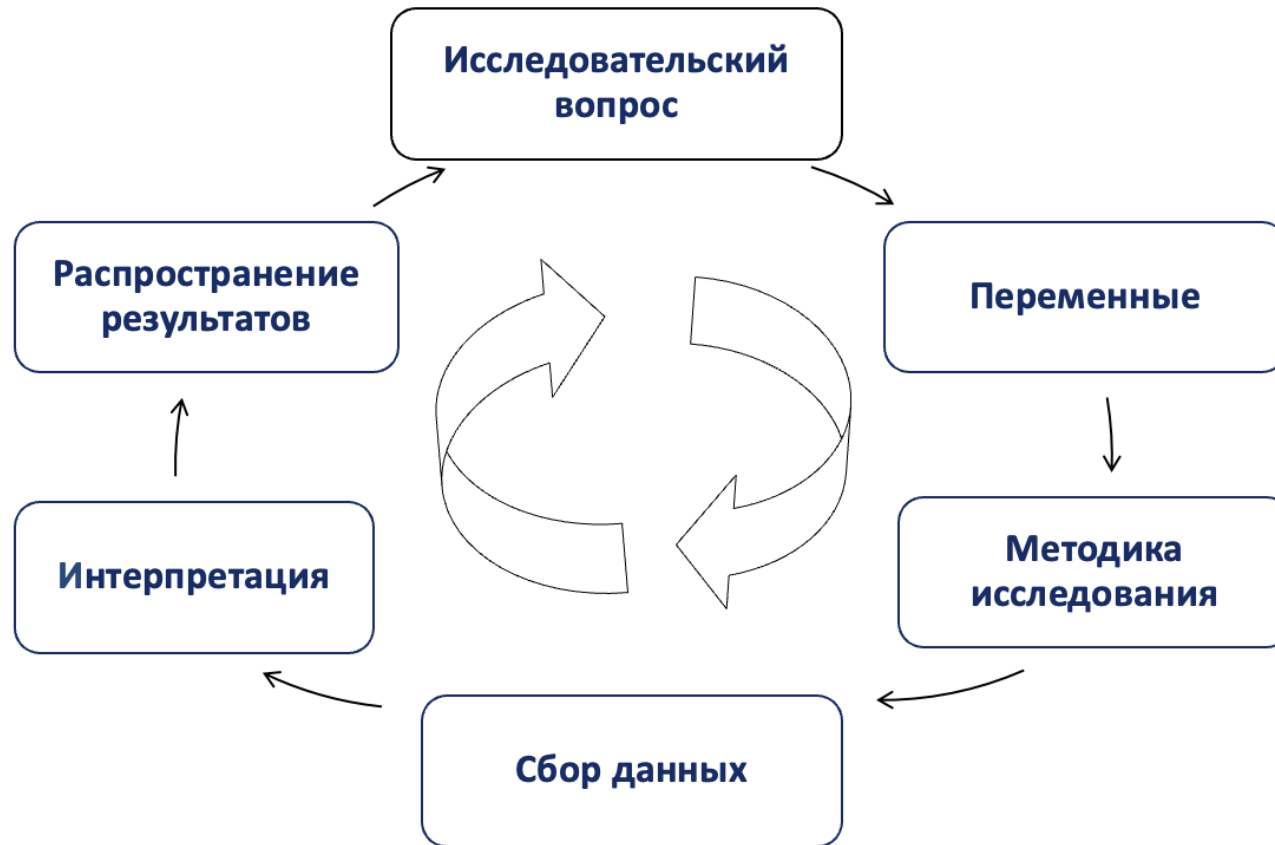 Исследовательский
вопрос
Распространение
результатов
Переменные
Интерпретация
Методика
исследования
Сбор данных